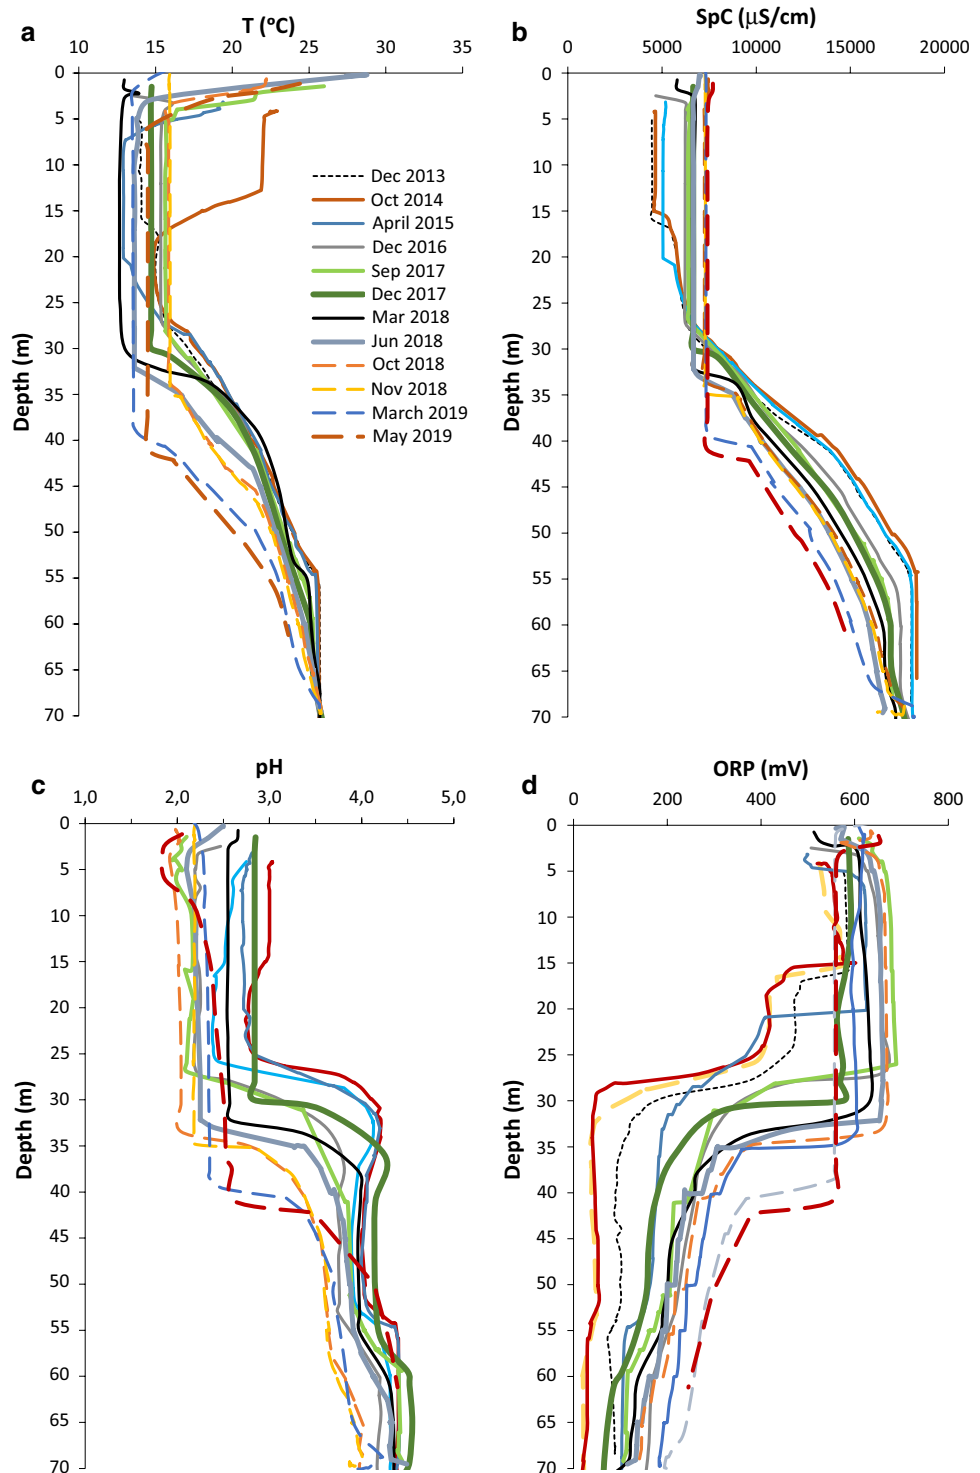 a
T (ºC)
10 15 20 25 30 35
0
5
10
15
20
25
30
35
40
45
50
55
60
65
70
Depth (m)
Dec 2013
Oct 2014
April 2015
Dec 2016
Sep 2017
Dec 2017
Mar 2018
Jun 2018
Oct 2018
Nov 2018
March 2019
May 2019
b
SpC (µS/cm)
0 5000 10000 15000 20000
0
5
10
15
20
25
30
35
40
45
50
55
60
65
70
Depth (m)
c
pH
1,0 2,0 3,0 4,0 5,0
0
5
10
15
20
25
30
35
40
45
50
55
60
65
70
Depth (m)
d
ORP (mV)
0 200 400 600 800
0
5
10
15
20
25
30
35
40
45
50
55
60
65
70
Depth (m)